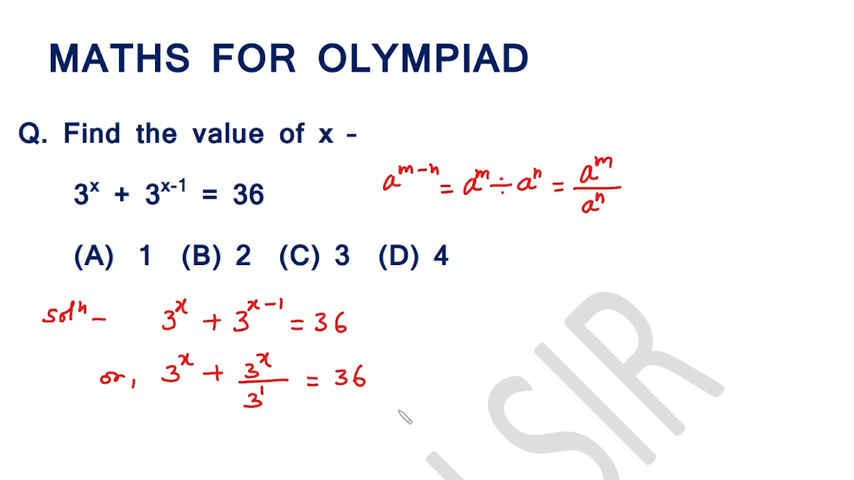 MATHS FOR OLYMPIAD
Q. Find the value of x -
3ˣ + 3ˣ⁻¹ = 36
aᵐ⁻ⁿ = aᵐ ÷ aⁿ = aᵐ/aⁿ
(A) 1 (B) 2 (C) 3 (D) 4
Solⁿ - 3ˣ + 3ˣ⁻¹ = 36
or, 3ˣ + 3ˣ/3¹ = 36
SIR